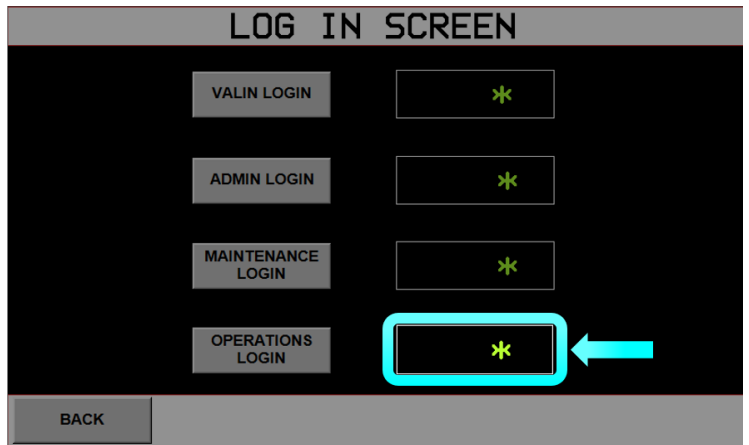 LOG IN SCREEN
VALIN LOGIN
*
ADMIN LOGIN
*
MAINTENANCE
LOGIN
*
OPERATIONS
LOGIN
*
BACK